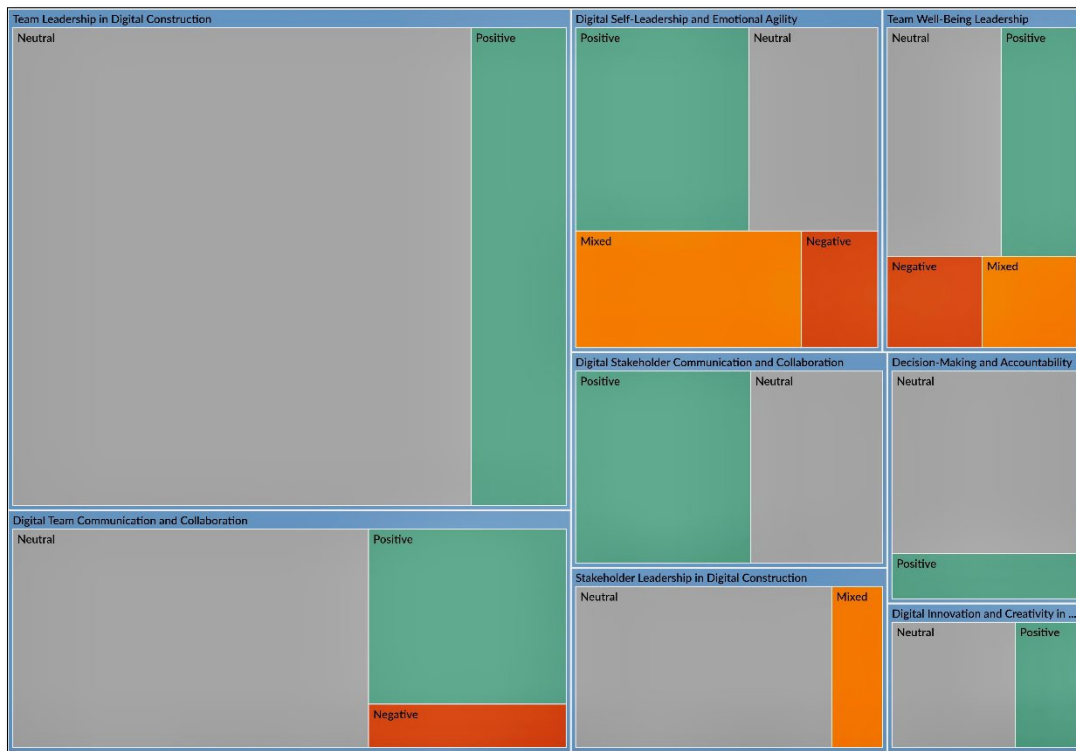 Team Leadership in Digital Construction
Neutral
Positive
Digital Team Communication and Collaboration
Neutral
Positive
Negative
Digital Self-Leadership and Emotional Agility
Positive
Neutral
Mixed
Negative
Team Well-Being Leadership
Neutral
Positive
Negative
Mixed
Digital Stakeholder Communication and Collaboration
Positive
Neutral
Decision-Making and Accountability
Neutral
Positive
Stakeholder Leadership in Digital Construction
Neutral
Mixed
Digital Innovation and Creativity in ...
Neutral
Positive